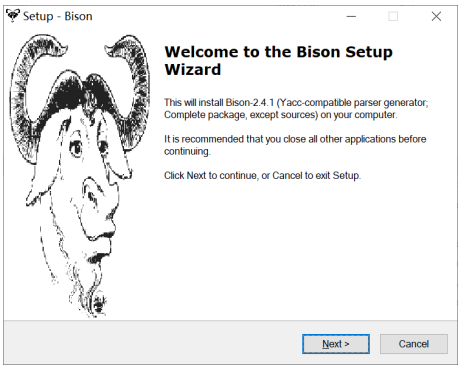 Setup - Bison
Welcome to the Bison Setup
Wizard
This will install Bison-2.4.1 (Yacc-compatible parser generator;
Complete package, except sources) on your computer.
It is recommended that you close all other applications before
continuing.
Click Next to continue, or Cancel to exit Setup.
Next >
Cancel